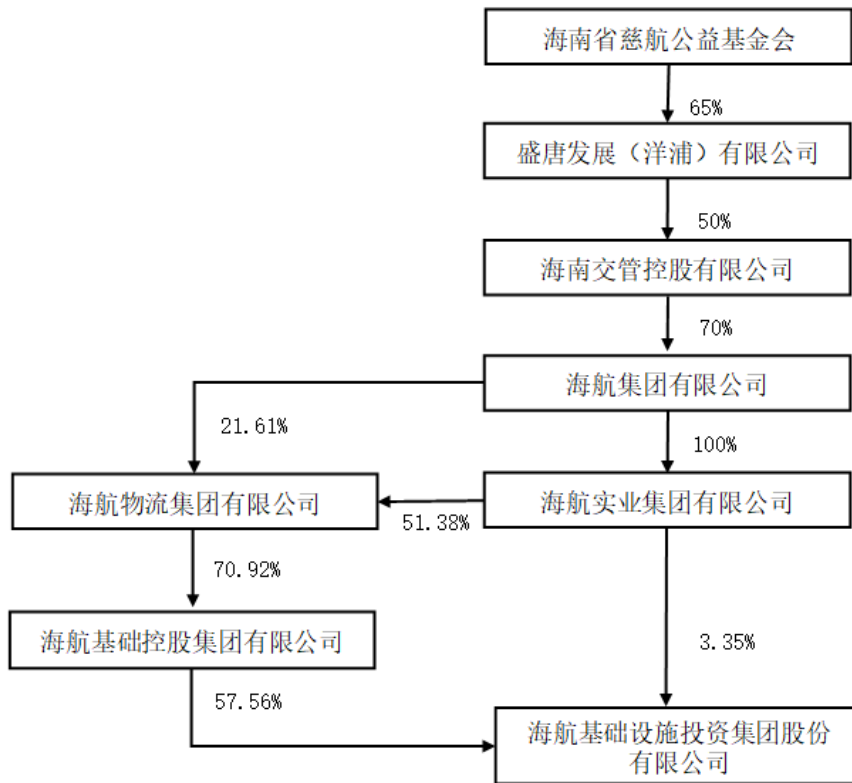 海南省慈航公益基金会
65%
盛唐发展（洋浦）有限公司
50%
海南交管控股有限公司
70%
海航集团有限公司
21.61%
100%
海航物流集团有限公司
51.38%
海航实业集团有限公司
70.92%
海航基础控股集团有限公司
3.35%
57.56%
海航基础设施投资集团股份
有限公司